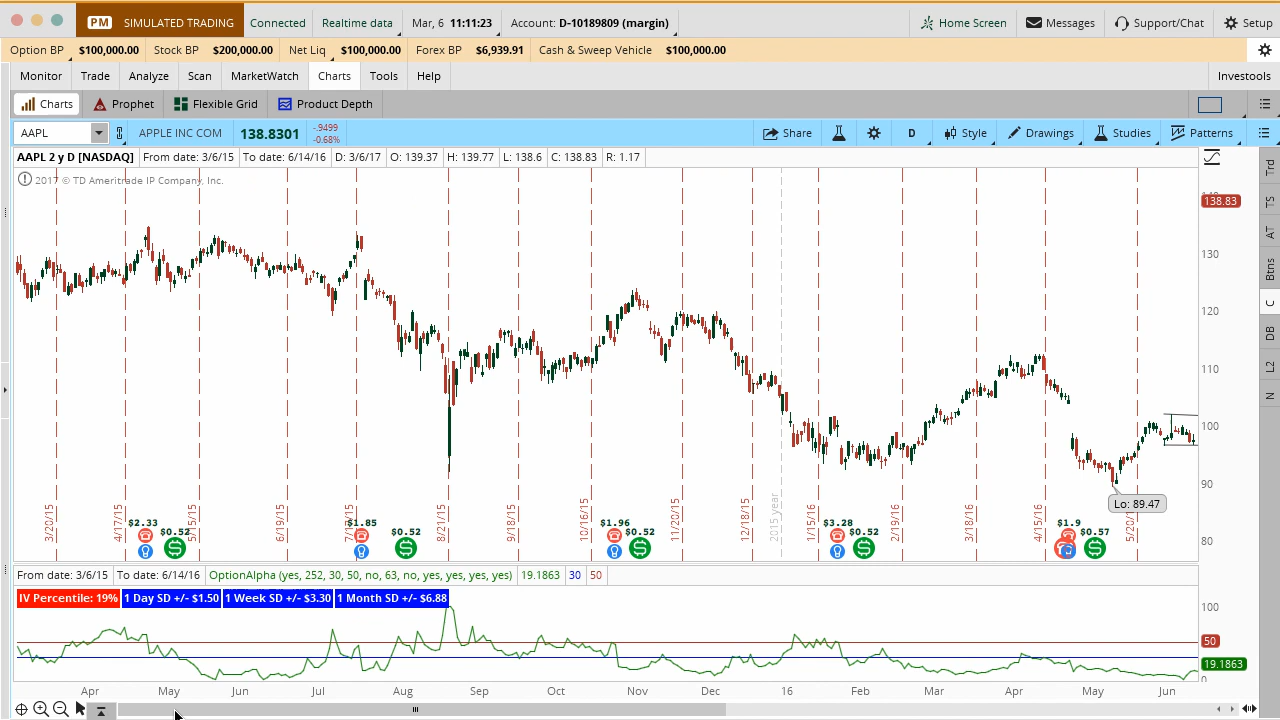 PM SIMULATED TRADING Connected Realtime data Mar, 6 11:11:23 Account: D-10189809 (margin) Home Screen Messages Support/Chat Setup
Option BP $100,000.00 Stock BP $200,000.00 Net Liq $100,000.00 Forex BP $6,939.91 Cash & Sweep Vehicle $100,000.00
Monitor Trade Analyze Scan MarketWatch Charts Tools Help Investools
Charts Prophet Flexible Grid Product Depth
AAPL APPLE INC COM 138.8301 -.9499 -0.68% Share D Style Drawings Studies Patterns
AAPL 2 y D [NASDAQ] From date: 3/6/15 To date: 6/14/16 D: 3/6/17 O: 139.37 H: 139.77 L: 138.6 C: 138.83 R: 1.17
2017 © TD Ameritrade IP Company, Inc.
138.83
130
120
110
100
90
80
Lo: 89.47
3/20/15 4/17/15 5/15/15 6/19/15 8/21/15 9/18/15 10/16/15 11/20/15 12/18/15 2015 year 1/15/16 2/19/16 3/18/16 4/15/16 5/20/16
$2.33 $0.52 $1.85 $0.52 $1.96 $0.52 $3.28 $0.52 $1.9 $0.57
From date: 3/6/15 To date: 6/14/16 OptionAlpha (yes, 252, 30, 50, no, 63, no, yes, yes, yes, yes) 19.1863 30 50
IV Percentile: 19% 1 Day SD +/- $1.50 1 Week SD +/- $3.30 1 Month SD +/- $6.88
100
50
19.1863
0
Apr May Jun Jul Aug Sep Oct Nov Dec 16 Feb Mar Apr May Jun
Trd
TS
AT
Btns
C
DB
L2
N